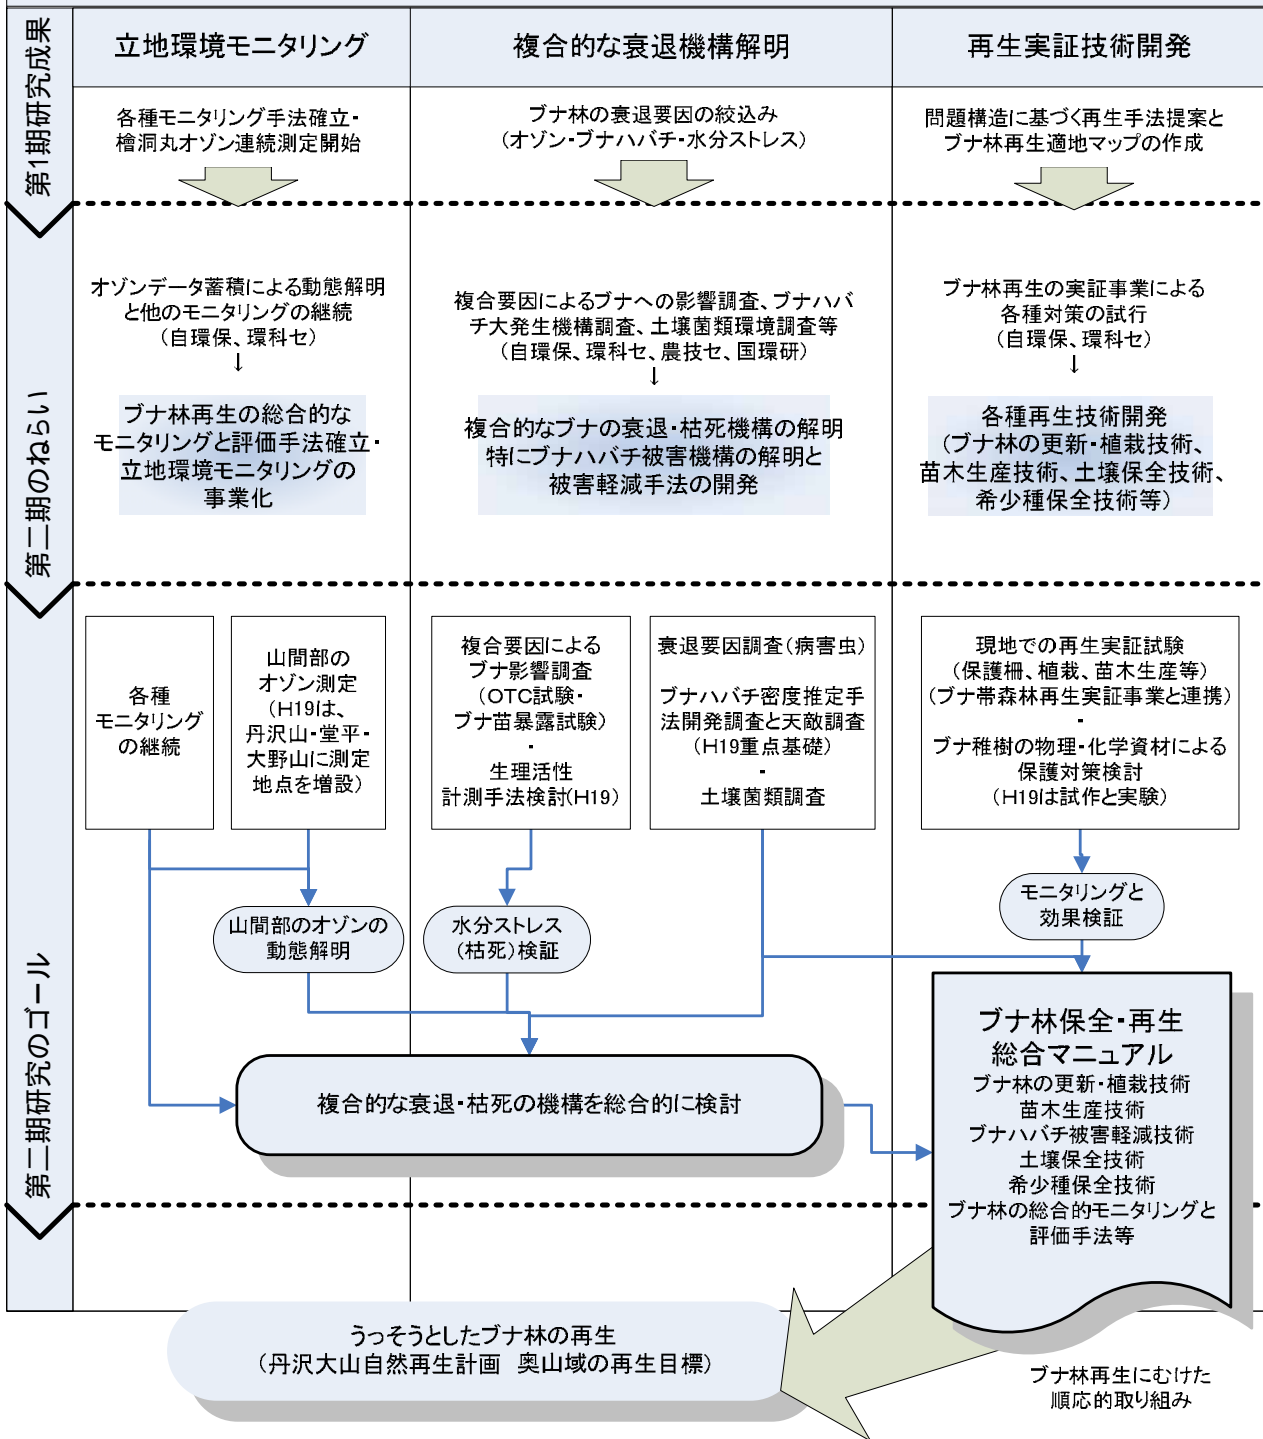 第1期研究成果
立地環境モニタリング
複合的な衰退機構解明
再生実証技術開発
各種モニタリング手法確立・
檜洞丸オゾン連続測定開始
ブナ林の衰退要因の絞込み
(オゾン・ブナハバチ・水分ストレス)
問題構造に基づく再生手法提案と
ブナ林再生適地マップの作成
第二期のねらい
オゾンデータ蓄積による動態解明
と他のモニタリングの継続
(自環保、環科セ)
↓
ブナ林再生の総合的な
モニタリングと評価手法確立・
立地環境モニタリングの
事業化
複合要因によるブナへの影響調査、ブナハバ
チ大発生機構調査、土壌菌類環境調査等
(自環保、環科セ、農技セ、国環研)
↓
複合的なブナの衰退・枯死機構の解明
特にブナハバチ被害機構の解明と
被害軽減手法の開発
ブナ林再生の実証事業による
各種対策の試行
(自環保、環科セ)
↓
各種再生技術開発
(ブナ林の更新・植栽技術、
苗木生産技術、土壌保全技術、
希少種保全技術等)
第二期研究のゴール
各種
モニタリング
の継続
山間部の
オゾン測定
(H19は、
丹沢山・堂平・
大野山に測定
地点を増設)
複合要因による
ブナ影響調査
(OTC試験・
ブナ苗暴露試験)
-
生理活性
計測手法検討(H19)
衰退要因調査(病害虫)
ブナハバチ密度推定手
法開発調査と天敵調査
(H19重点基礎)
-
土壌菌類調査
現地での再生実証試験
(保護柵、植栽、苗木生産等)
(ブナ帯森林再生実証事業と連携)
-
ブナ稚樹の物理・化学資材による
保護対策検討
(H19は試作と実験)
山間部のオゾンの
動態解明
水分ストレス
(枯死)検証
モニタリングと
効果検証
複合的な衰退・枯死の機構を総合的に検討
ブナ林保全・再生
総合マニュアル
ブナ林の更新・植栽技術
苗木生産技術
ブナハバチ被害軽減技術
土壌保全技術
希少種保全技術
ブナ林の総合的モニタリングと
評価手法等
うっそうとしたブナ林の再生
(丹沢大山自然再生計画 奥山域の再生目標)
ブナ林再生にむけた
順応的取り組み